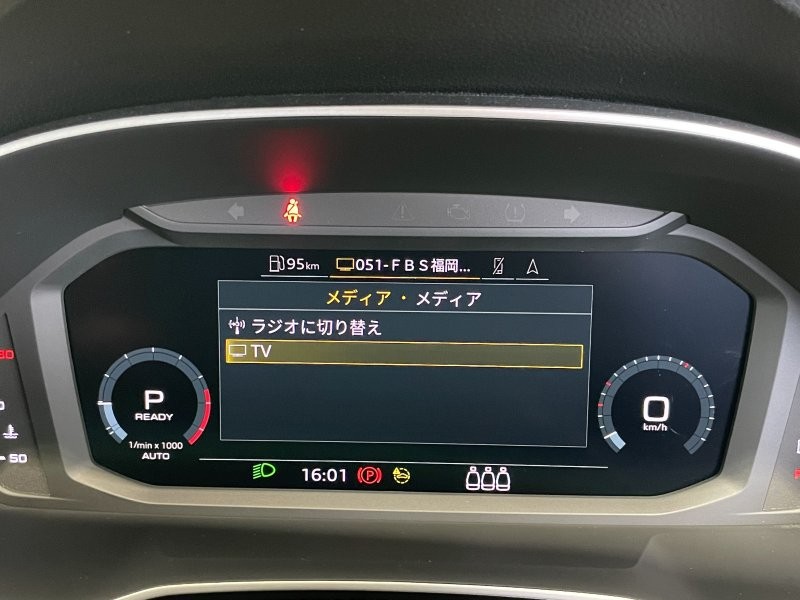 95km
051-ＦＢＳ福岡...
メディア・メディア
ラジオに切り替え
TV
P
READY
1/min x 1000
AUTO
0
km/h
16:01
P
50